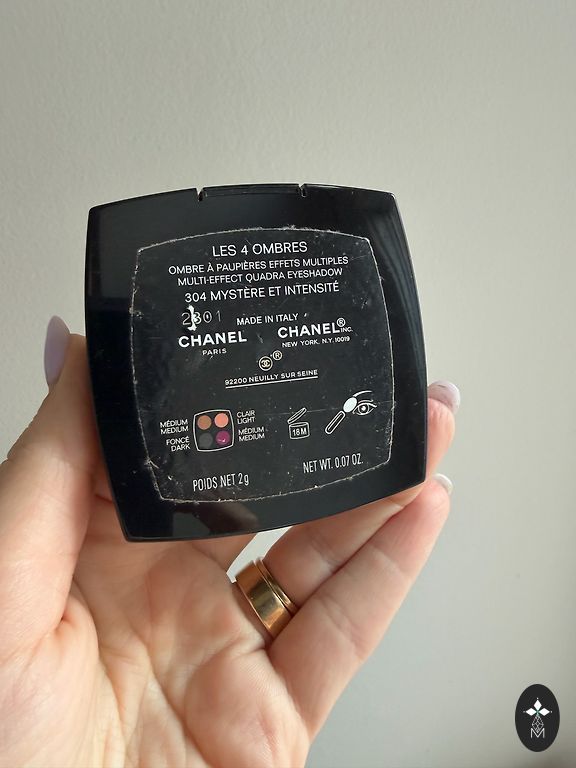 LES 4 OMBRES
OMBRE À PAUPIÈRES EFFETS MULTIPLES
MULTI-EFFECT QUADRA EYESHADOW
304 MYSTÈRE ET INTENSITÉ
MADE IN ITALY
CHANEL
PARIS
CHANEL® INC.
NEW YORK, N.Y. 10019
®
92200 NEUILLY SUR SEINE
MÉDIUM
MEDIUM
CLAIR
LIGHT
FONCÉ
DARK
MÉDIUM
MEDIUM
18M
POIDS NET 2g
NET WT. 0.07 OZ.
M